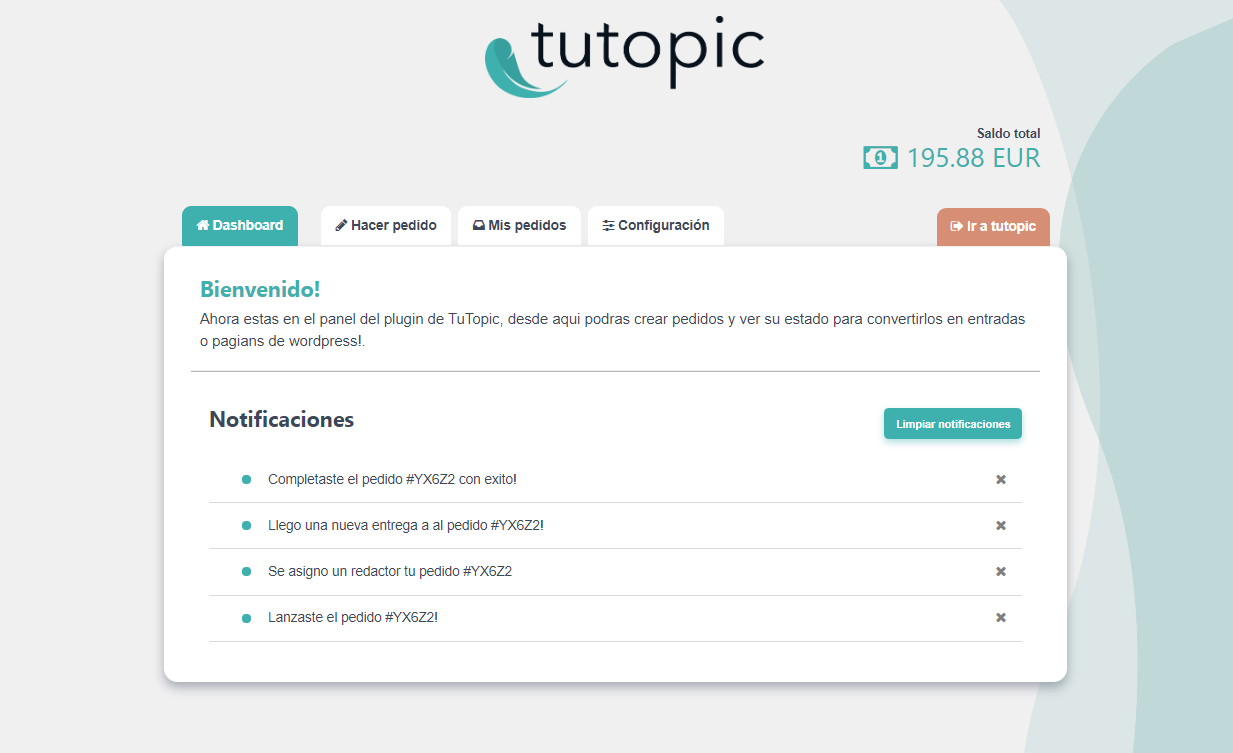 tutopic
Saldo total
195.88 EUR
Dashboard
Hacer pedido
Mis pedidos
Configuración
Ir a tutopic
Bienvenido!
Ahora estas en el panel del plugin de TuTopic, desde aqui podras crear pedidos y ver su estado para convertirlos en entradas
o pagians de wordpress!.
Notificaciones
Limpiar notificaciones
Completaste el pedido #YX6Z2 con exito!
Llego una nueva entrega a al pedido #YX6Z2!
Se asigno un redactor tu pedido #YX6Z2
Lanzaste el pedido #YX6Z2!